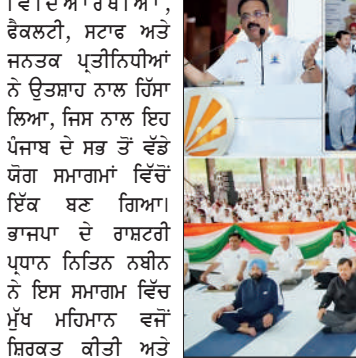 ਵਿਦਿਆਰਥੀਆਂ,
ਫੈਕਲਟੀ, ਸਟਾਫ ਅਤੇ
ਜਨਤਕ ਪ੍ਰਤੀਨਿਧੀਆਂ
ਨੇ ਉਤਸ਼ਾਹ ਨਾਲ ਹਿੱਸਾ
ਲਿਆ, ਜਿਸ ਨਾਲ ਇਹ
ਪੰਜਾਬ ਦੇ ਸਭ ਤੋਂ ਵੱਡੇ
ਯੋਗ ਸਮਾਗਮਾਂ ਵਿੱਚੋਂ
ਇੱਕ ਬਣ ਗਿਆ।
ਭਾਜਪਾ ਦੇ ਰਾਸ਼ਟਰੀ
ਪ੍ਰਧਾਨ ਨਿਤਿਨ ਨਬੀਨ
ਨੇ ਇਸ ਸਮਾਗਮ ਵਿੱਚ
ਮੁੱਖ ਮਹਿਮਾਨ ਵਜੋਂ
ਸ਼ਿਰਕਤ ਕੀਤੀ ਅਤੇ